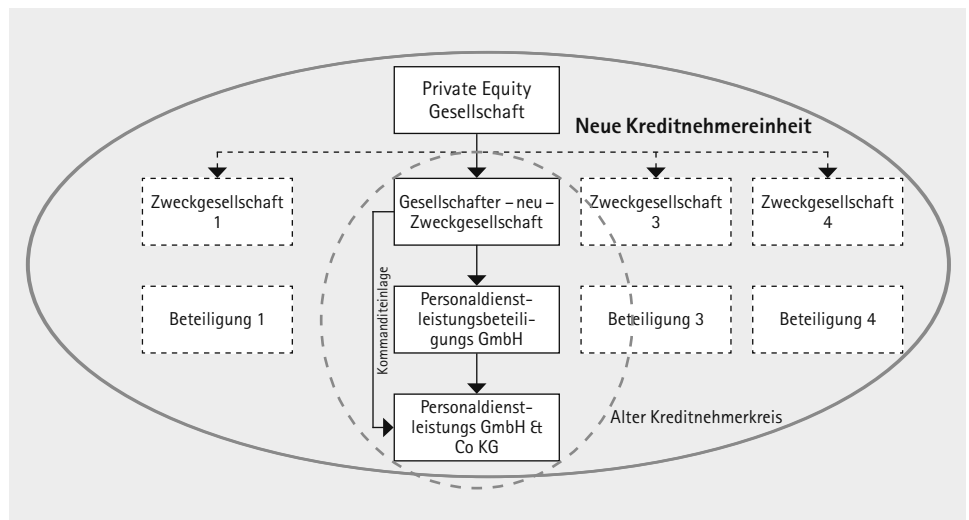 Private Equity
Gesellschaft
Neue Kreditnehmereinheit
Zweckgesellschaft
1
Gesellschafter – neu –
Zweckgesellschaft
Zweckgesellschaft
3
Zweckgesellschaft
4
Kommanditeinlage
Beteiligung 1
Personaldienst-
leistungsbeteili-
gungs GmbH
Beteiligung 3
Beteiligung 4
Personaldienst-
leistungs GmbH &
Co KG
Alter Kreditnehmerkreis